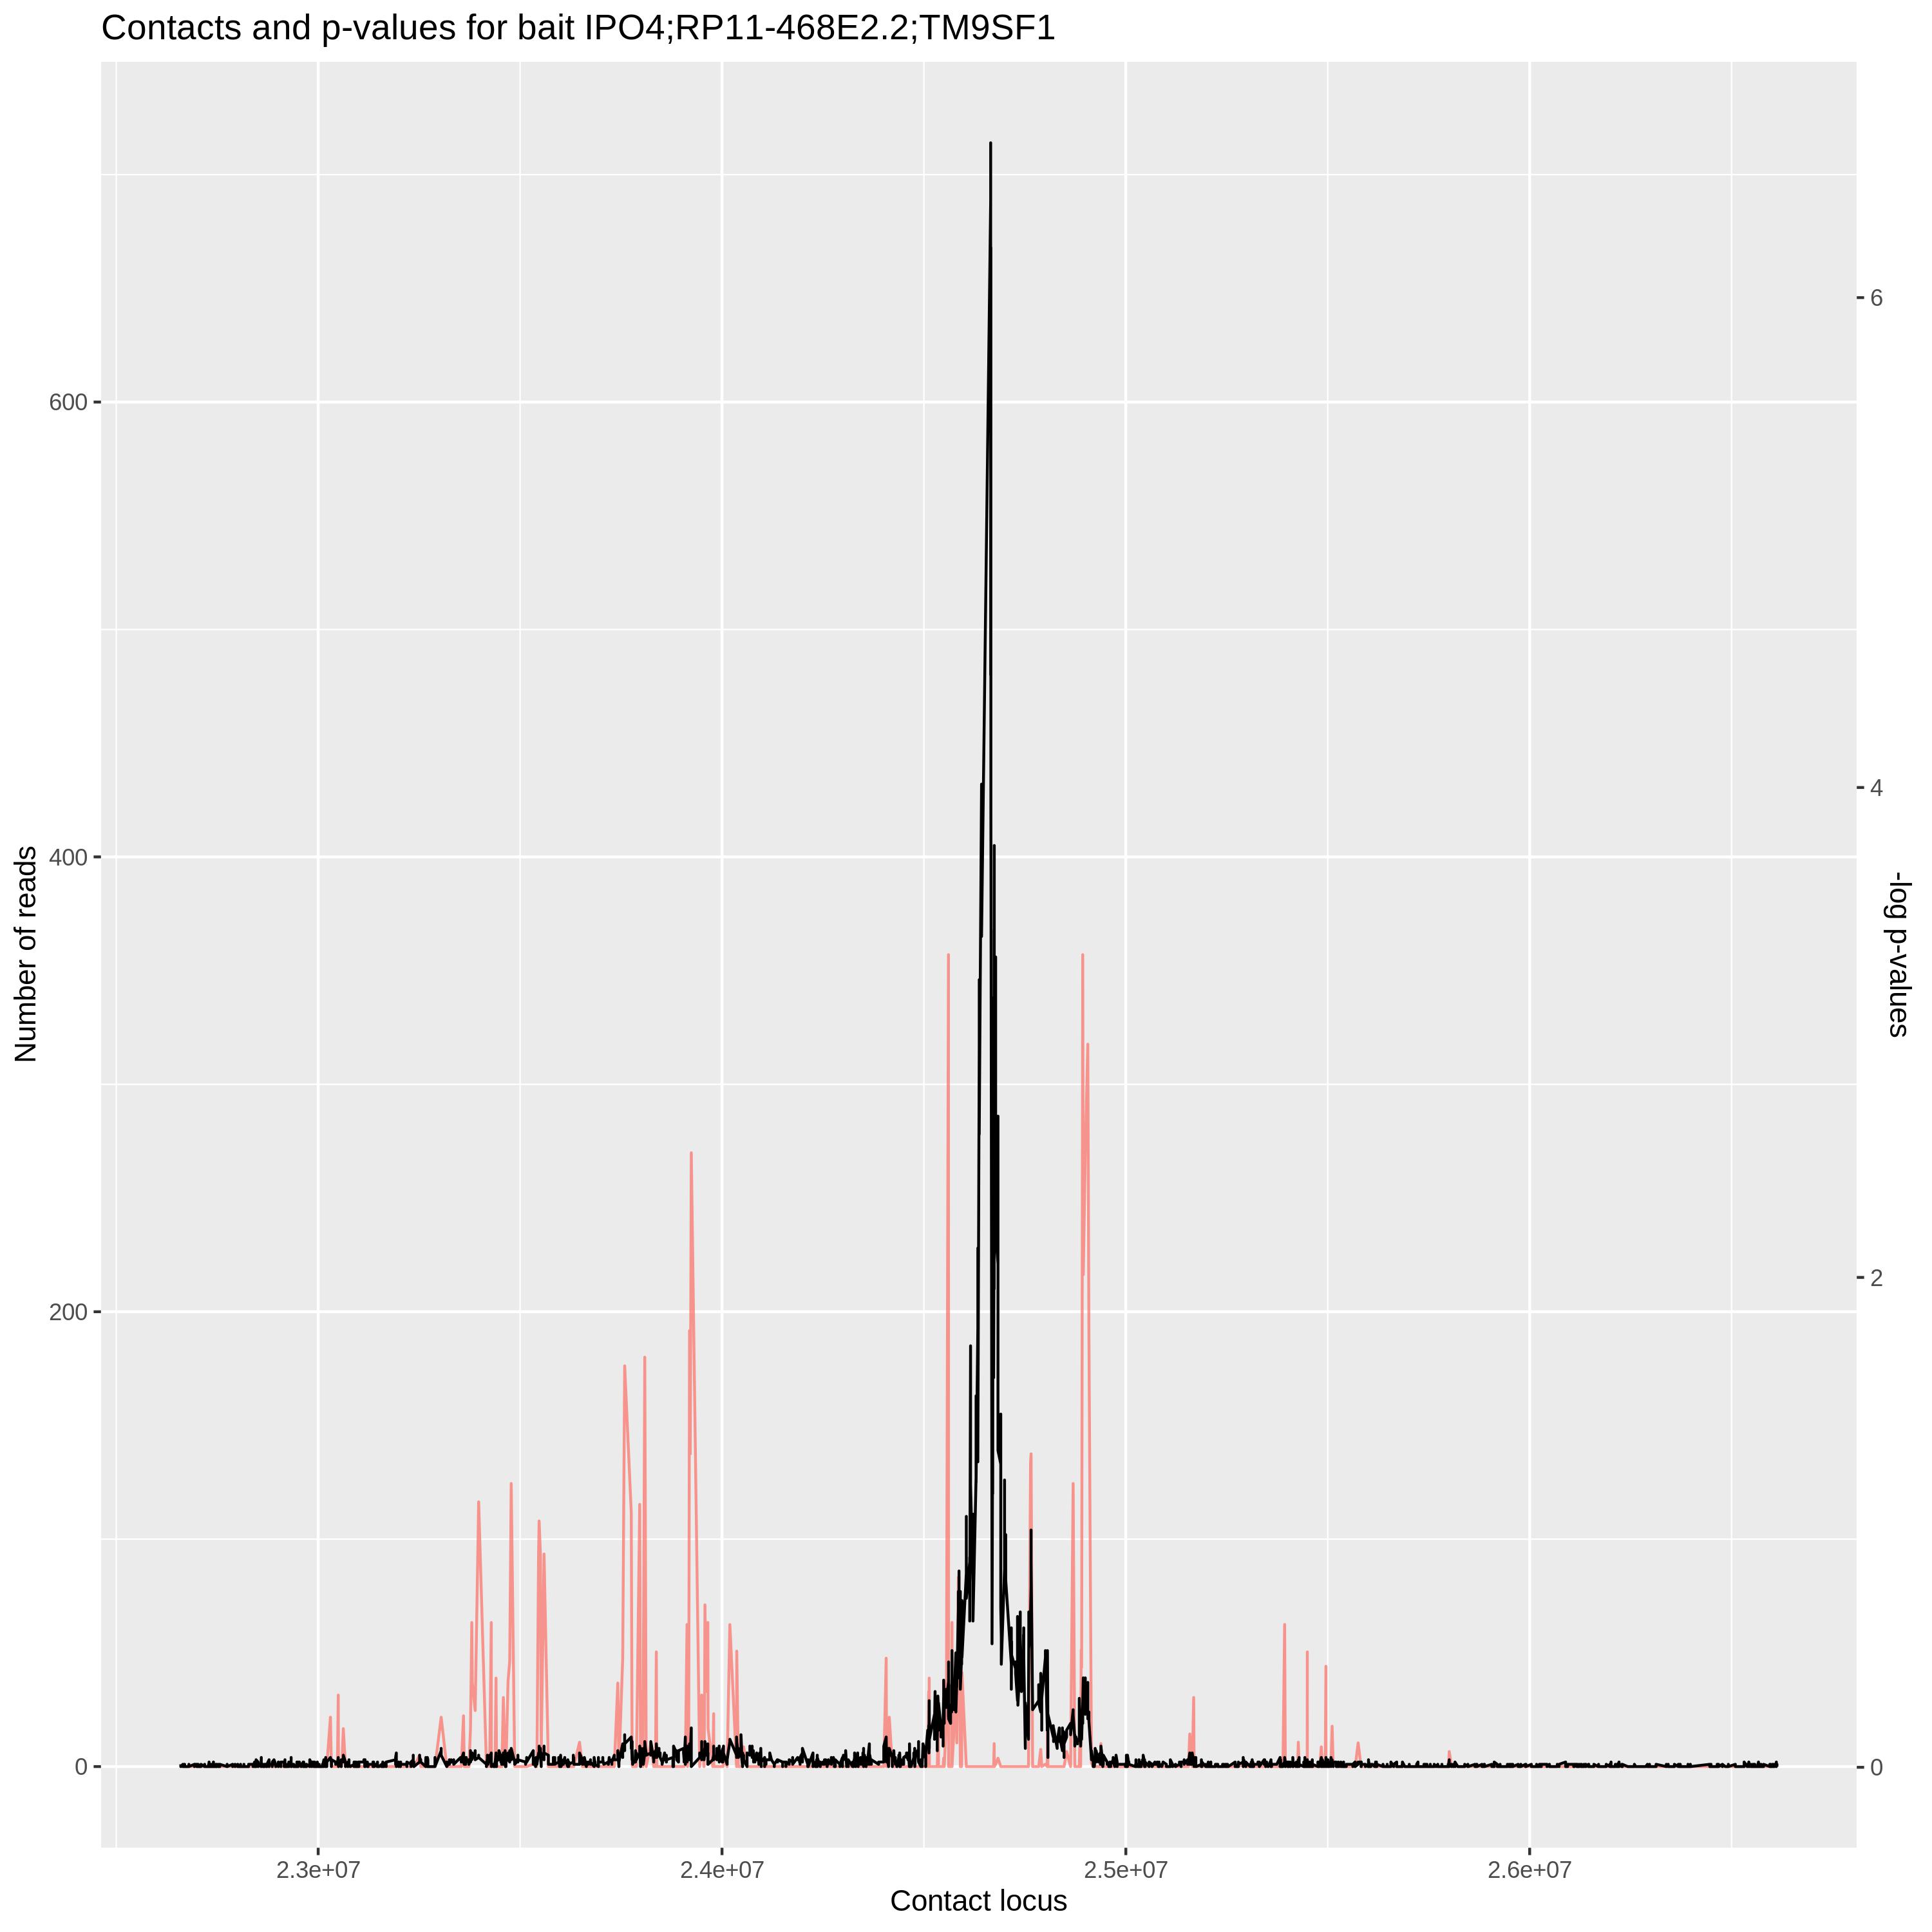 Contacts and p-values for bait IPO4;RP11-468E2.2;TM9SF1
Number of reads
600
400
200
0
6
4
2
0
-log p-values
2.3e+07
2.4e+07
2.5e+07
2.6e+07
Contact locus